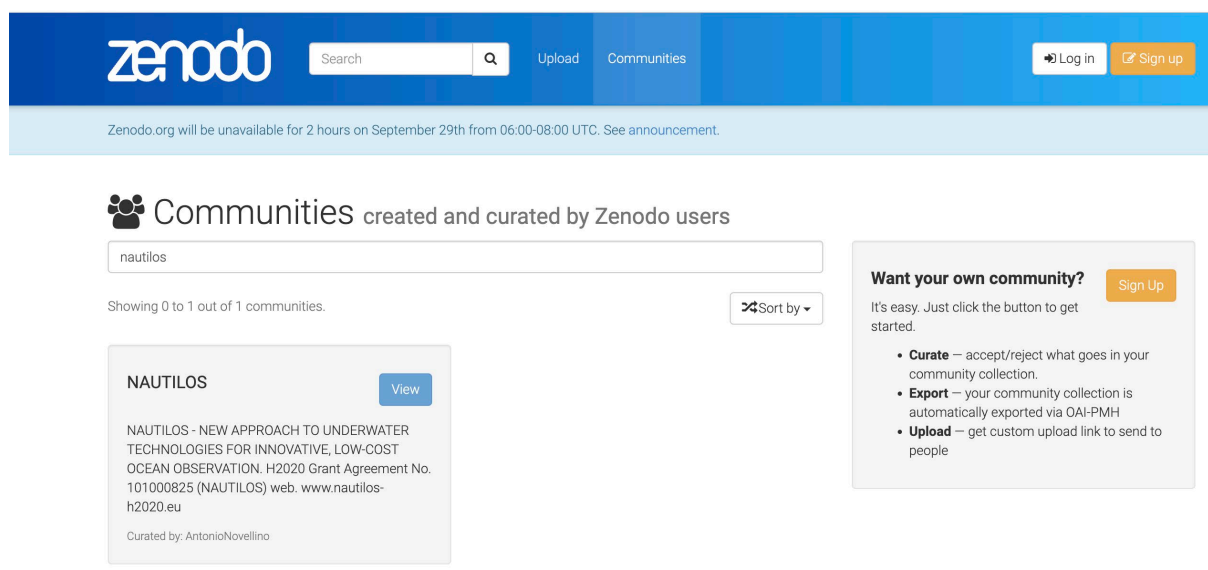 zenodo
Search
Upload
Communities
Log in
Sign up
Zenodo.org will be unavailable for 2 hours on September 29th from 06:00-08:00 UTC. See announcement.
Communities created and curated by Zenodo users
nautilos
Showing 0 to 1 out of 1 communities.
Sort by
NAUTILOS
View
NAUTILOS - NEW APPROACH TO UNDERWATER
TECHNOLOGIES FOR INNOVATIVE, LOW-COST
OCEAN OBSERVATION. H2020 Grant Agreement No.
101000825 (NAUTILOS) web. www.nautilos-
h2020.eu
Curated by: AntonioNovellino
Want your own community?
Sign Up
It's easy. Just click the button to get
started.
• Curate — accept/reject what goes in your
community collection.
• Export — your community collection is
automatically exported via OAI-PMH
• Upload — get custom upload link to send to
people